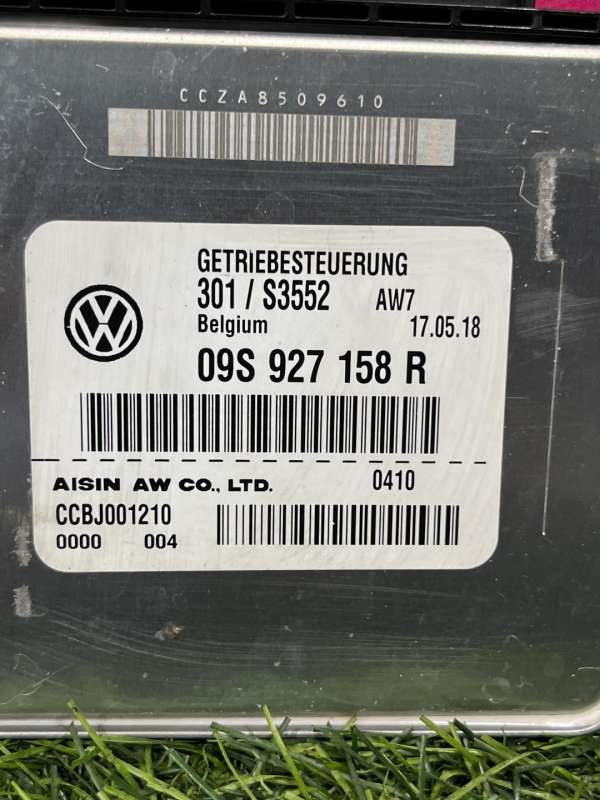 CCZA8509610
GETRIEBESTEUERUNG
301 / S3552 AW7
Belgium 17.05.18
09S 927 158 R
AISIN AW CO., LTD. 0410
CCBJ001210
0000 004